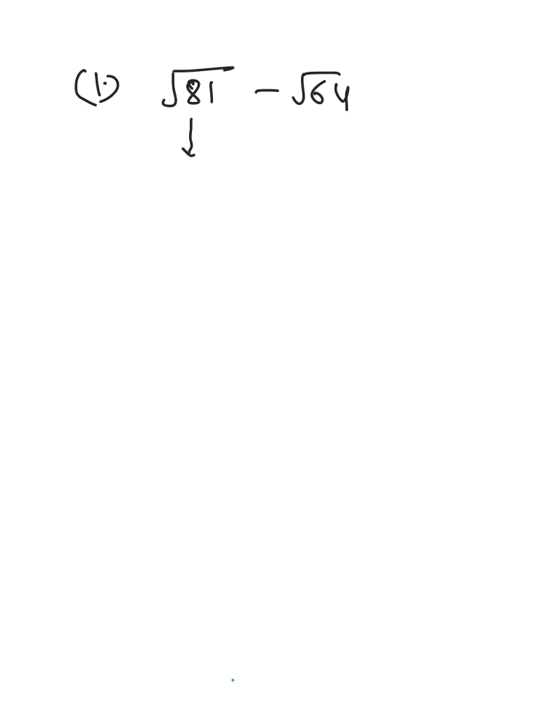 (1.) √81 - √64
↓